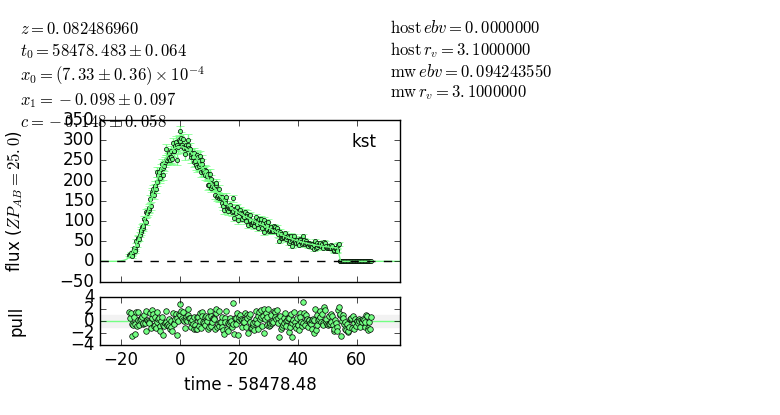 z = 0.082486960
t0 = 58478.483 ± 0.064
x0 = (7.33 ± 0.36) × 10^-4
x1 = −0.098 ± 0.097
c = −0.148 ± 0.058
host ebv = 0.0000000
host r_v = 3.1000000
mw ebv = 0.094243550
mw r_v = 3.1000000
350
300
250
200
150
100
50
0
−50
flux (ZP_AB = 25.0)
kst
4
2
0
−2
−4
pull
−20 0 20 40 60
time - 58478.48